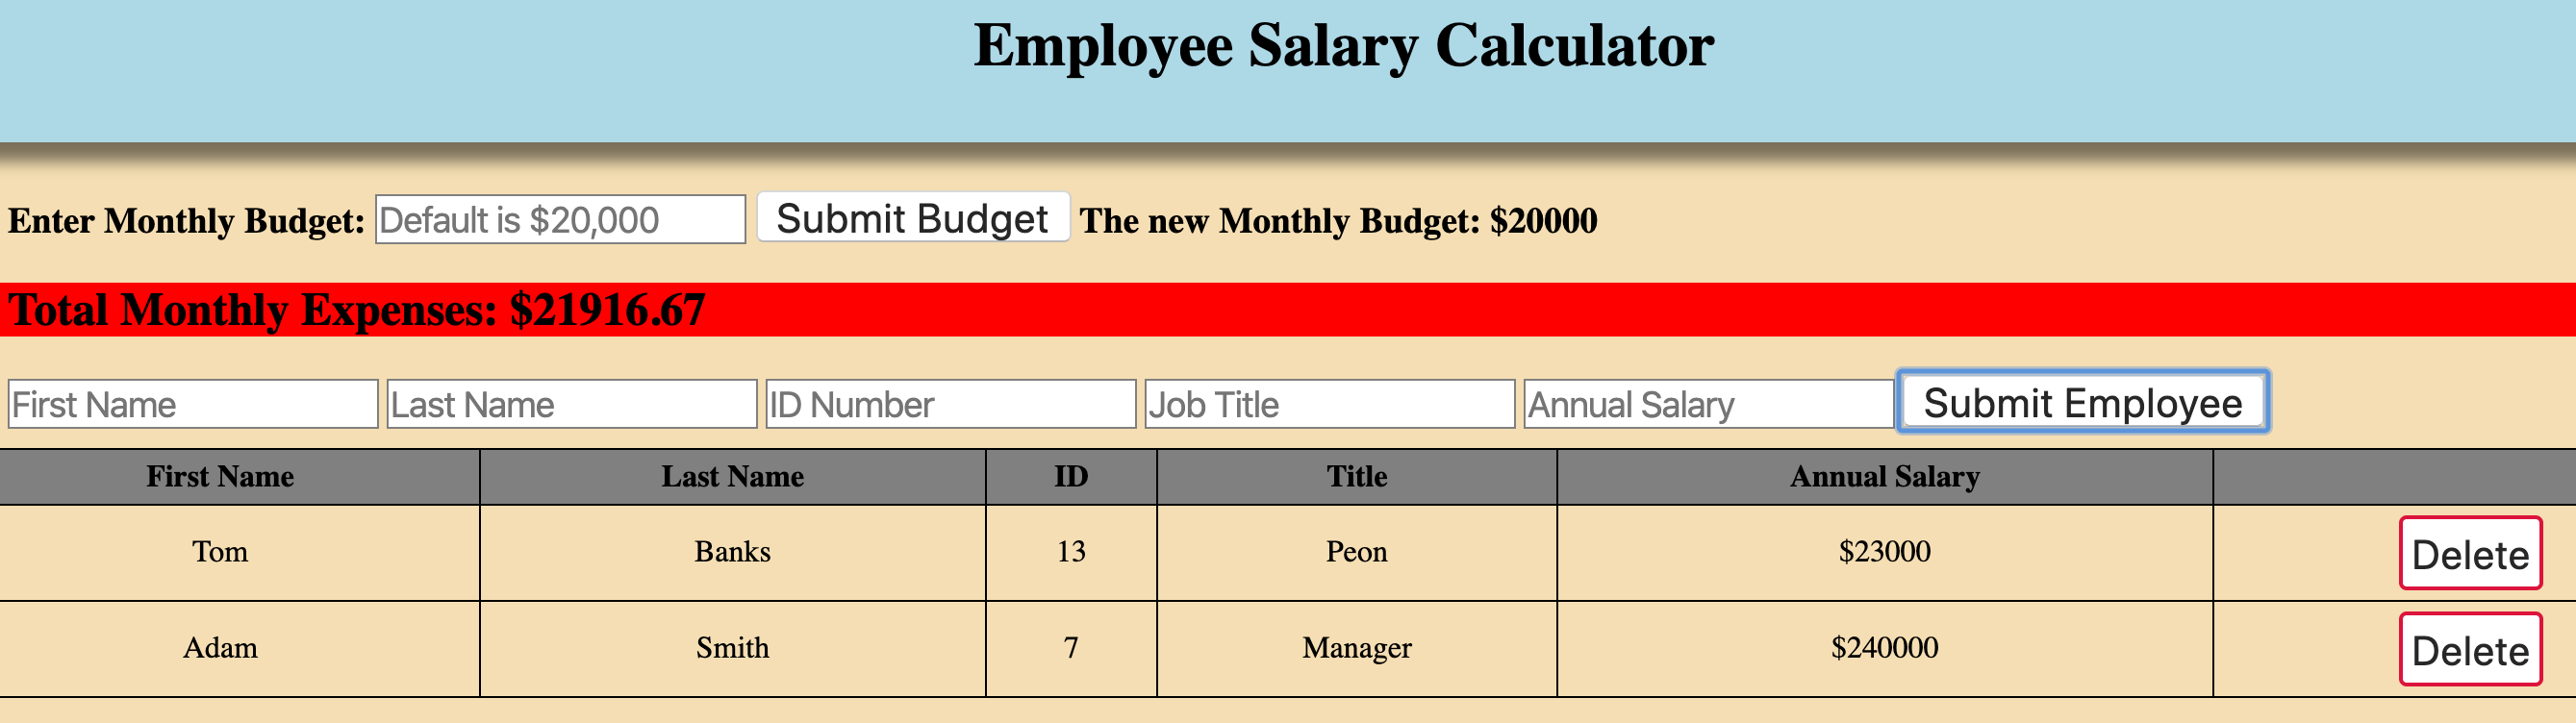 Employee Salary Calculator
Enter Monthly Budget: Default is $20,000 Submit Budget The new Monthly Budget: $20000
Total Monthly Expenses: $21916.67
First Name Last Name ID Number Job Title Annual Salary Submit Employee
First Name Last Name ID Title Annual Salary
Tom Banks 13 Peon $23000 Delete
Adam Smith 7 Manager $240000 Delete